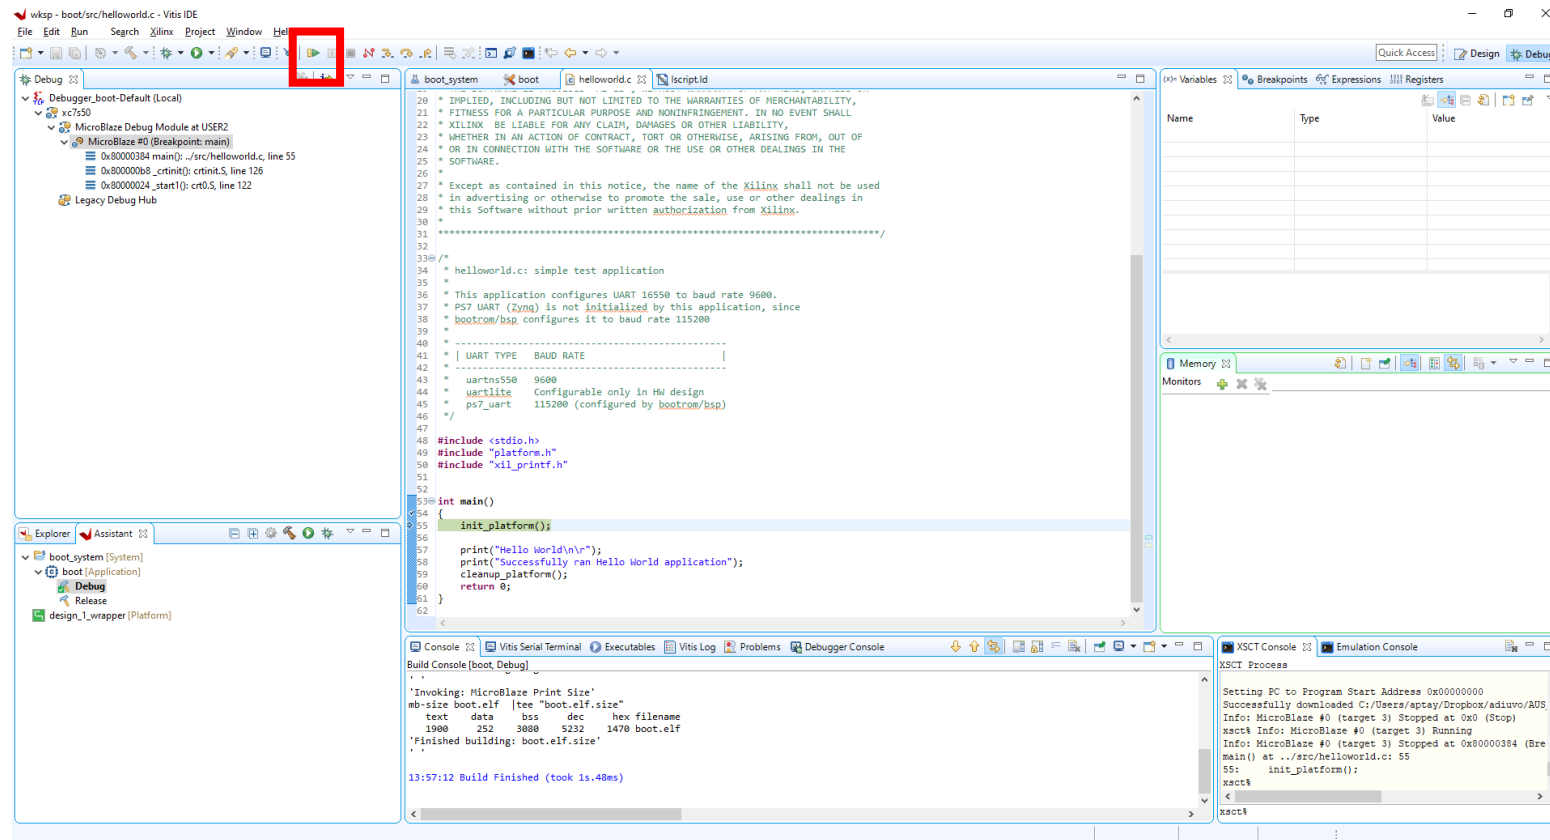 wksp - boot/src/helloworld.c - Vitis IDE
File Edit Run Search Xilinx Project Window
Quick Access Design
Debug
Debugger_boot-Default (Local)
xc7s50
MicroBlaze Debug Module at USER2
MicroBlaze #0 (Breakpoint: main)
0x80000384 main(): ../src/helloworld.c, line 55
0x800000b8 _crtinit(): crtinit.S, line 126
0x80000024 _start1(): crt0.S, line 122
Legacy Debug Hub
boot_system boot helloworld.c lscript.ld
20 * IMPLIED, INCLUDING BUT NOT LIMITED TO THE WARRANTIES OF MERCHANTABILITY,
21 * FITNESS FOR A PARTICULAR PURPOSE AND NONINFRINGEMENT. IN NO EVENT SHALL
22 * XILINX  BE LIABLE FOR ANY CLAIM, DAMAGES OR OTHER LIABILITY,
23 * WHETHER IN AN ACTION OF CONTRACT, TORT OR OTHERWISE, ARISING FROM, OUT OF
24 * OR IN CONNECTION WITH THE SOFTWARE OR THE USE OR OTHER DEALINGS IN THE
25 * SOFTWARE.
26 *
27 * Except as contained in this notice, the name of the Xilinx shall not be used
28 * in advertising or otherwise to promote the sale, use or other dealings in
29 * this Software without prior written authorization from Xilinx.
30 *
31 ******************************************************************************/
32
33 /*
34  * helloworld.c: simple test application
35  *
36  * This application configures UART 16550 to baud rate 9600.
37  * PS7 UART (Zynq) is not initialized by this application, since
38  * bootrom/bsp configures it to baud rate 115200
39  *
40  * ------------------------------------------------
41  * | UART TYPE   BAUD RATE                        |
42  * ------------------------------------------------
43  *   uartns550   9600
44  *   uartlite    Configurable only in HW design
45  *   ps7_uart    115200 (configured by bootrom/bsp)
46  */
47
48 #include <stdio.h>
49 #include "platform.h"
50 #include "xil_printf.h"
51
52
53 int main()
54 {
55     init_platform();
56
57     print("Hello World\n\r");
58     print("Successfully ran Hello World application");
59     cleanup_platform();
60     return 0;
61 }
62
(x)= Variables Breakpoints Expressions Registers
Name Type Value
Memory
Monitors
Explorer Assistant
boot_system [System]
boot [Application]
Debug
Release
design_1_wrapper [Platform]
Console Vitis Serial Terminal Executables Vitis Log Problems Debugger Console
Build Console [boot, Debug]
' '
'Invoking: MicroBlaze Print Size'
mb-size boot.elf  |tee "boot.elf.size"
text    data     bss     dec     hex filename
1900     252    3080    5232    1470 boot.elf
'Finished building: boot.elf.size'
' '
13:57:12 Build Finished (took 1s.48ms)
XSCT Console Emulation Console
XSCT Process
Setting PC to Program Start Address 0x00000000
Successfully downloaded C:/Users/aptay/Dropbox/adiuvo/AUS
Info: MicroBlaze #0 (target 3) Stopped at 0x0 (Stop)
xsct% Info: MicroBlaze #0 (target 3) Running
Info: MicroBlaze #0 (target 3) Stopped at 0x80000384 (Bre
main() at ../src/helloworld.c: 55
55:     init_platform();
xsct%
xsct%